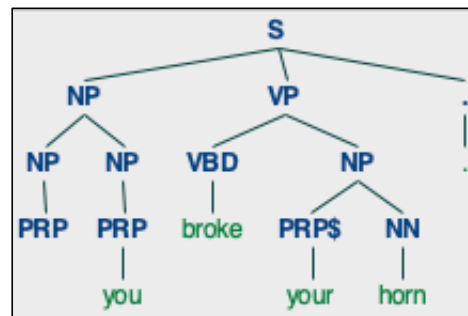 S
NP VP .
NP NP VBD NP .
PRP PRP broke PRP$ NN
you your horn